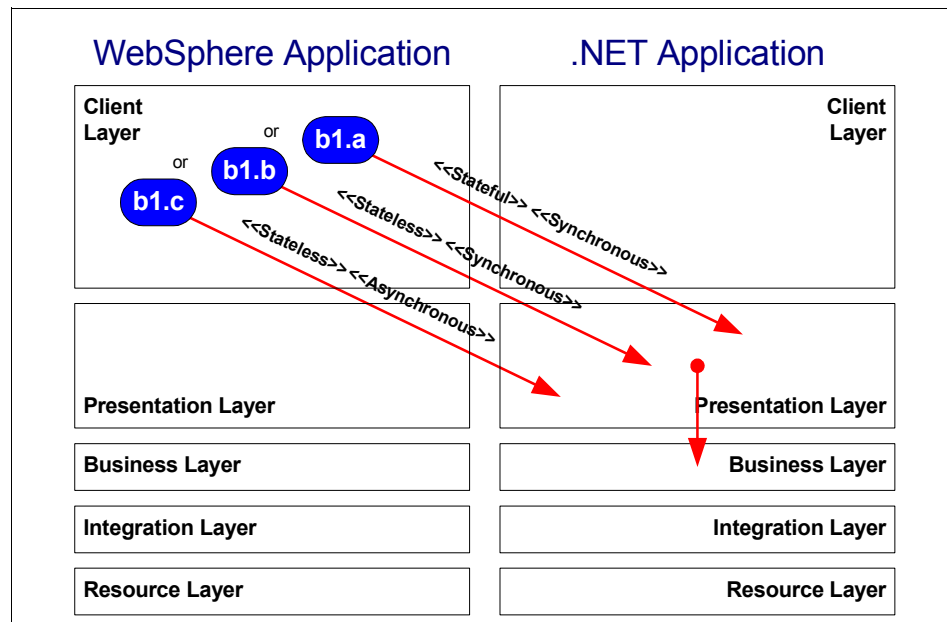 WebSphere Application
.NET Application
Client
Layer
Client
Layer
or
b1.a
or
b1.b
b1.c
<<Stateful>> <<Synchronous>>
<<Stateless>> <<Synchronous>>
<<Stateless>> <<Asynchronous>>
Presentation Layer
Presentation Layer
Business Layer
Business Layer
Integration Layer
Integration Layer
Resource Layer
Resource Layer